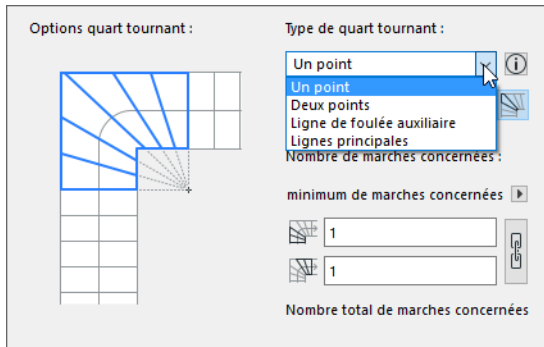 Options quart tournant :
Type de quart tournant :
Un point
Un point
Deux points
Ligne de foulée auxiliaire
Lignes principales
Nombre de marches concernées :
minimum de marches concernées
1
1
Nombre total de marches concernées